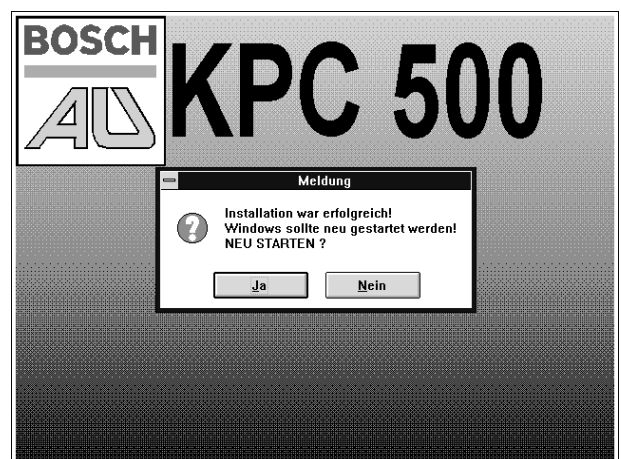 BOSCH
AU
KPC 500
Meldung
Installation war erfolgreich!
Windows sollte neu gestartet werden!
NEU STARTEN ?
Ja
Nein